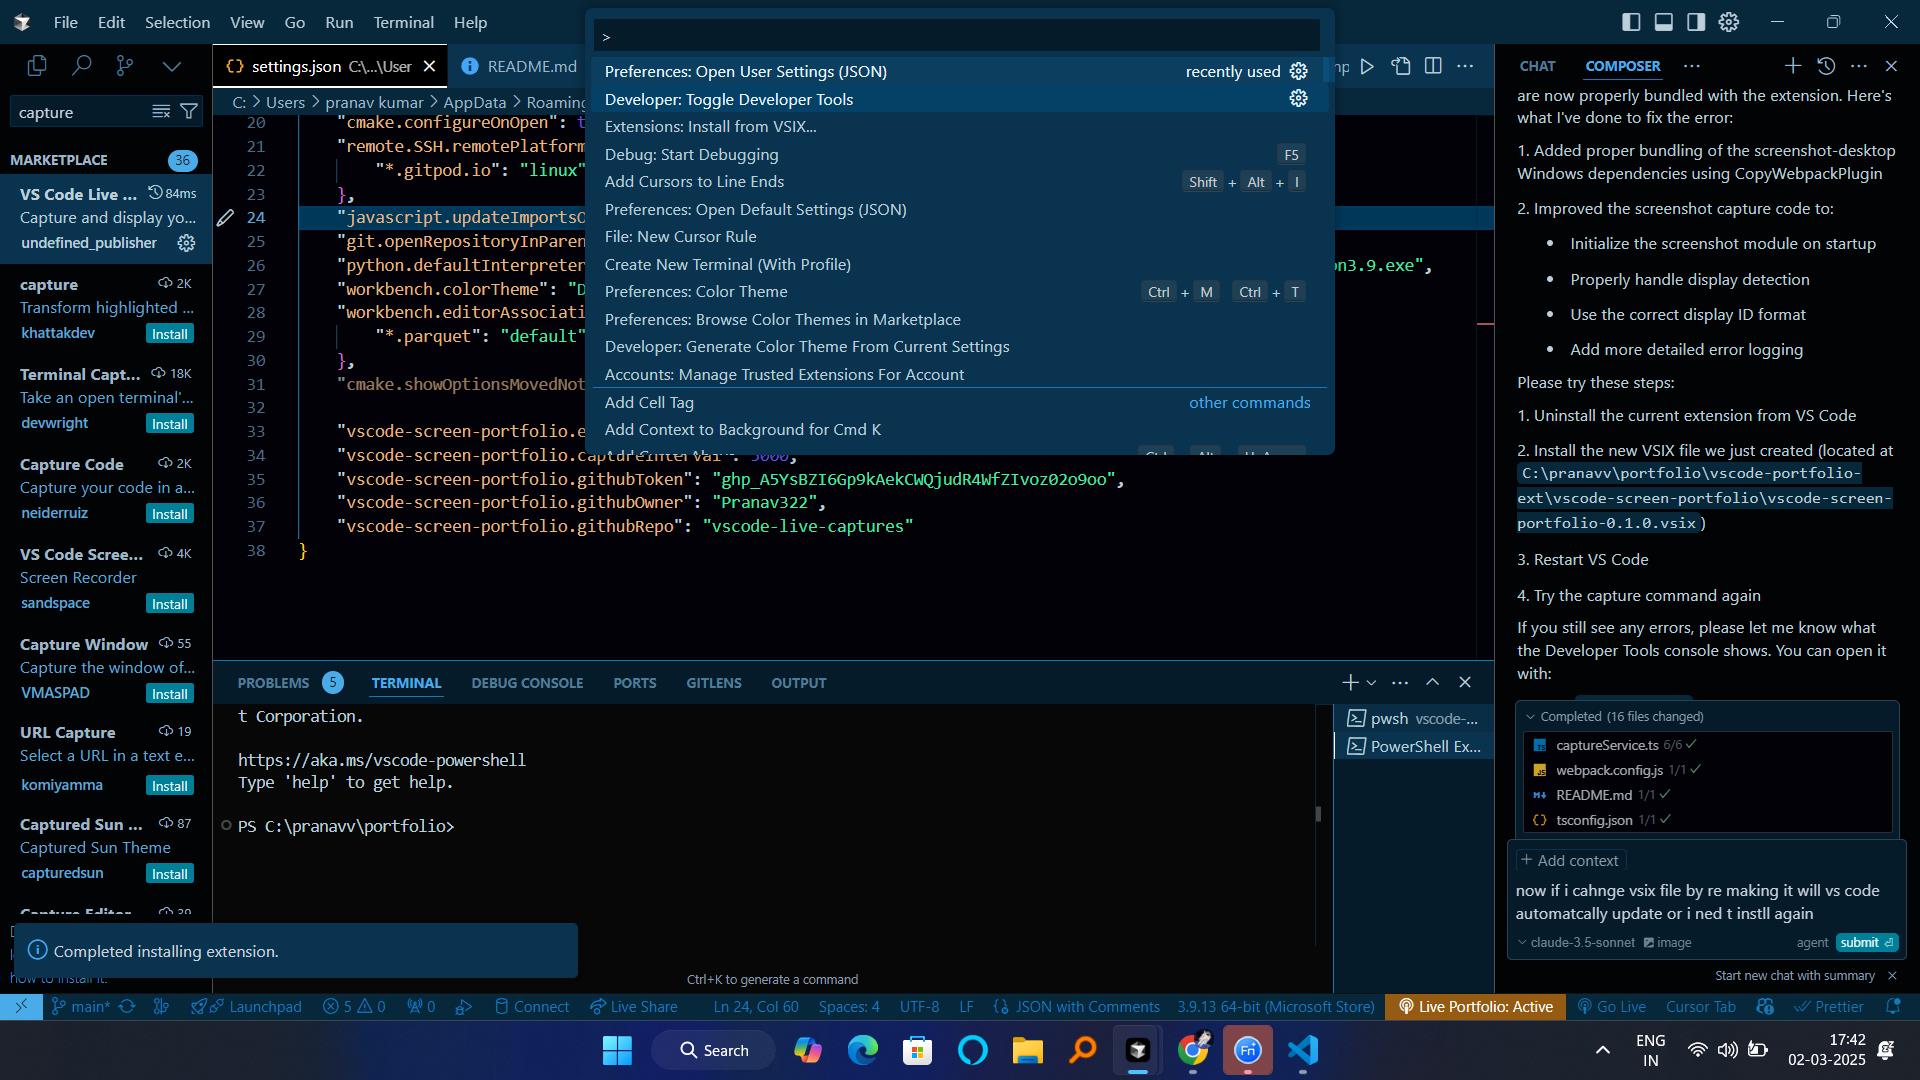 File Edit Selection View Go Run Terminal Help
>
Preferences: Open User Settings (JSON) recently used
Developer: Toggle Developer Tools
Extensions: Install from VSIX...
Debug: Start Debugging F5
Add Cursors to Line Ends Shift + Alt + I
Preferences: Open Default Settings (JSON)
File: New Cursor Rule
Create New Terminal (With Profile)
Preferences: Color Theme Ctrl + M Ctrl + T
Preferences: Browse Color Themes in Marketplace
Developer: Generate Color Theme From Current Settings
Accounts: Manage Trusted Extensions For Account
Add Cell Tag other commands
Add Context to Background for Cmd K
capture
MARKETPLACE 36
VS Code Live ... 84ms
Capture and display yo...
undefined_publisher
capture 2K
Transform highlighted ...
khattakdev Install
Terminal Capt... 18K
Take an open terminal'...
devwright Install
Capture Code 2K
Capture your code in a...
neiderruiz Install
VS Code Scree... 4K
Screen Recorder
sandspace Install
Capture Window 55
Capture the window of...
VMASPAD Install
URL Capture 19
Select a URL in a text e...
komiyamma Install
Captured Sun ... 87
Captured Sun Theme
capturedsun Install
Capture Editor 39
how to install it.
Completed installing extension.
settings.json C:\...\User README.md
C: > Users > pranav kumar > AppData > Roaming
20 "cmake.configureOnOpen":
21 "remote.SSH.remotePlatform
22 "*.gitpod.io": "linux"
23 },
24 "javascript.updateImportsO
25 "git.openRepositoryInParen
26 "python.defaultInterpreter n3.9.exe",
27 "workbench.colorTheme": "D
28 "workbench.editorAssociati
29 "*.parquet": "default"
30 },
31 "cmake.showOptionsMovedNot
32
33 "vscode-screen-portfolio.e
34 "vscode-screen-portfolio.captureInterval": 5000,
35 "vscode-screen-portfolio.githubToken": "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",
36 "vscode-screen-portfolio.githubOwner": "Pranav322",
37 "vscode-screen-portfolio.githubRepo": "vscode-live-captures"
38 }
PROBLEMS 5 TERMINAL DEBUG CONSOLE PORTS GITLENS OUTPUT
t Corporation.
https://aka.ms/vscode-powershell
Type 'help' to get help.
PS C:\pranavv\portfolio>
Ctrl+K to generate a command
pwsh vscode-...
PowerShell Ex...
CHAT COMPOSER
are now properly bundled with the extension. Here's
what I've done to fix the error:
1. Added proper bundling of the screenshot-desktop
Windows dependencies using CopyWebpackPlugin
2. Improved the screenshot capture code to:
• Initialize the screenshot module on startup
• Properly handle display detection
• Use the correct display ID format
• Add more detailed error logging
Please try these steps:
1. Uninstall the current extension from VS Code
2. Install the new VSIX file we just created (located at
C:\pranavv\portfolio\vscode-portfolio-
ext\vscode-screen-portfolio\vscode-screen-
portfolio-0.1.0.vsix)
3. Restart VS Code
4. Try the capture command again
If you still see any errors, please let me know what
the Developer Tools console shows. You can open it
with:
Completed (16 files changed)
captureService.ts 6/6
webpack.config.js 1/1
README.md 1/1
tsconfig.json 1/1
+ Add context
now if i cahnge vsix file by re making it will vs code
automatcally update or i ned t instll again
claude-3.5-sonnet image agent submit
Start new chat with summary
main* Launchpad 5 0 0 Connect Live Share Ln 24, Col 60 Spaces: 4 UTF-8 LF JSON with Comments 3.9.13 64-bit (Microsoft Store) Live Portfolio: Active Go Live Cursor Tab Prettier
Search
ENG
IN
17:42
02-03-2025